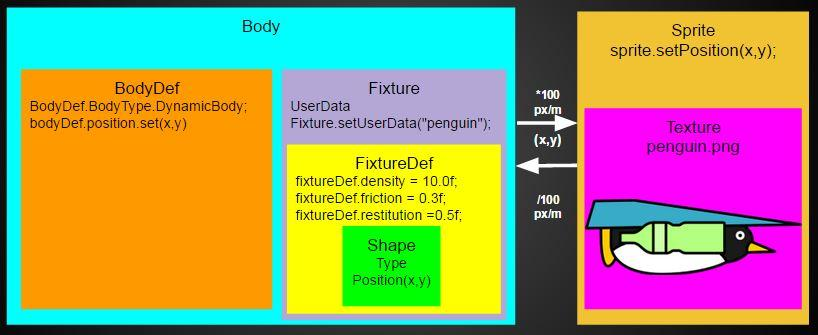 Body
BodyDef
BodyDef.BodyType.DynamicBody;
bodyDef.position.set(x,y)
Fixture
UserData
Fixture.setUserData("penguin");
FixtureDef
fixtureDef.density = 10.0f;
fixtureDef.friction = 0.3f;
fixtureDef.restitution =0.5f;
Shape
Type
Position(x,y)
*100
px/m
(x,y)
/100
px/m
Sprite
sprite.setPosition(x,y);
Texture
penguin.png